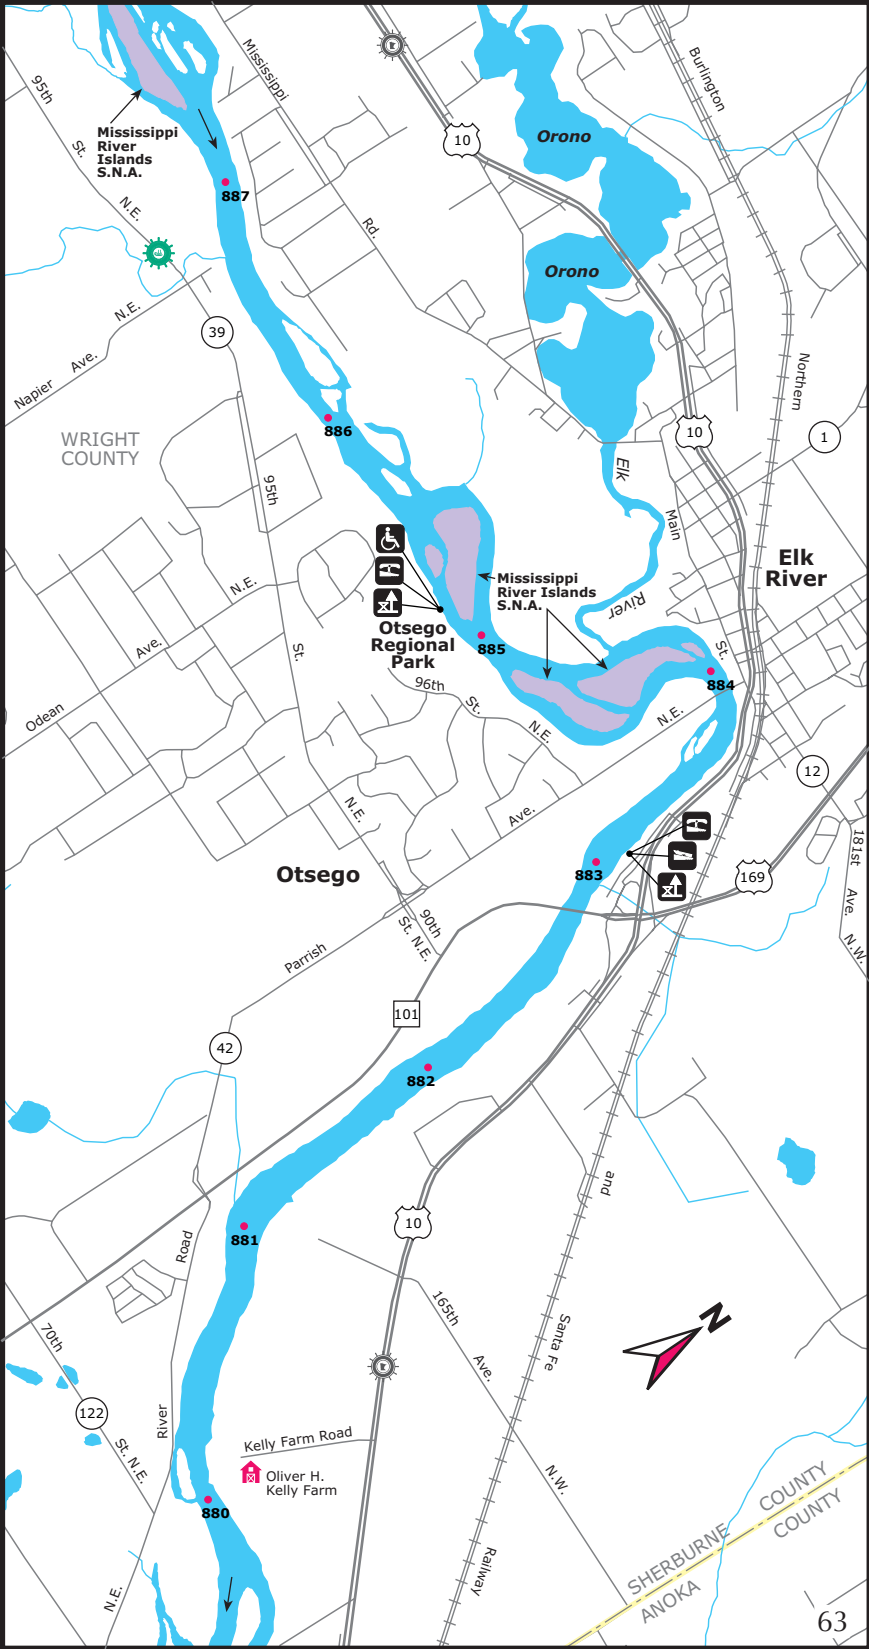 95th
St.
N.E.
Mississippi
River
Islands
S.N.A.
Mississippi
Rd.
10
Orono
Burlington
887
Orono
39
Napier
Ave.
N.E.
Northern
886
10
1
WRIGHT
COUNTY
95th
St.
Elk
River
Main
St.
Elk
River
Mississippi
River Islands
S.N.A.
Otsego
Regional
Park
885
884
Odean
Ave.
N.E.
96th
St.
N.E.
N.E.
12
N.E.
Ave.
181st
Ave.
N.W.
883
169
Otsego
90th
St. N.E.
Parrish
101
42
882
and
881
10
Road
70th
165th
Ave.
Santa Fe
N
122
River
St. N.E.
Kelly Farm Road
Oliver H.
Kelly Farm
N.W.
880
COUNTY
COUNTY
SHERBURNE
ANOKA
Railway
N.E.
63